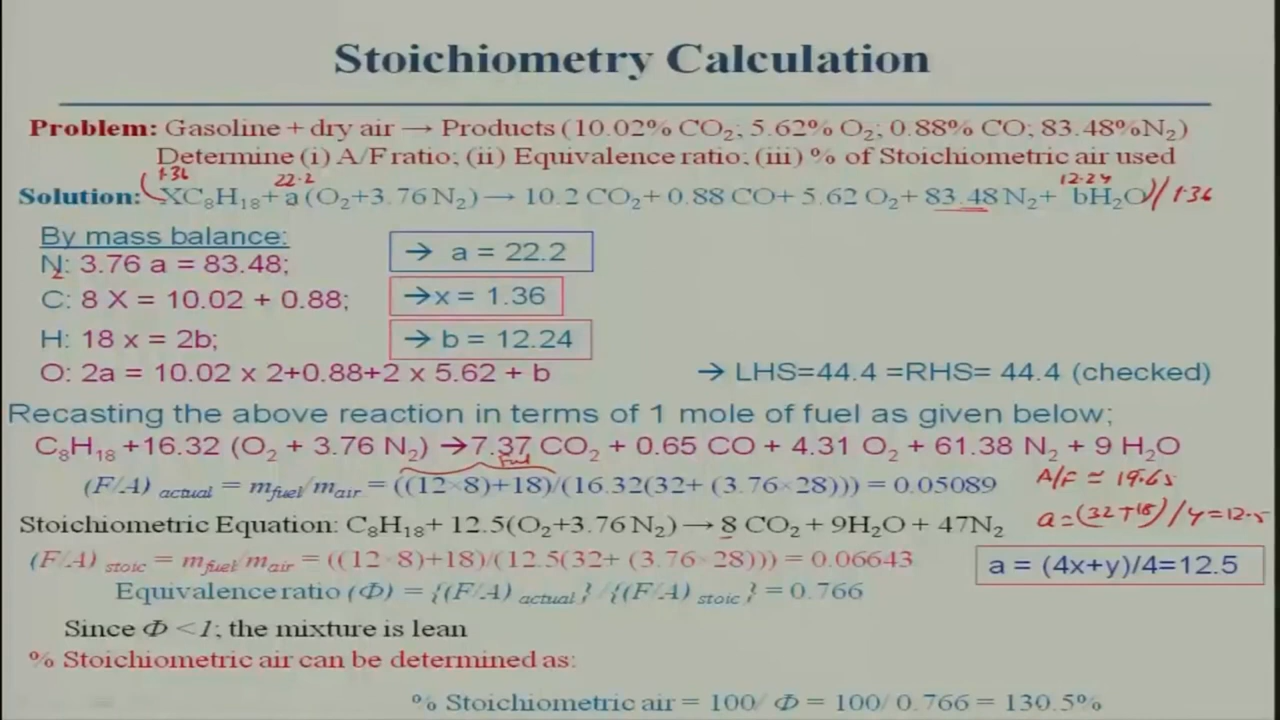 Stoichiometry Calculation
Problem: Gasoline + dry air → Products (10.02% CO₂; 5.62% O₂; 0.88% CO; 83.48%N₂)
Determine (i) A/F ratio; (ii) Equivalence ratio; (iii) % of Stoichiometric air used
1.36 22.2 12.24
Solution: XC₈H₁₈+ a (O₂+3.76 N₂) → 10.2 CO₂+ 0.88 CO+ 5.62 O₂+ 83.48 N₂+ bH₂O // 1.36
By mass balance:
N₂: 3.76 a = 83.48; → a = 22.2
C: 8 X = 10.02 + 0.88; →x = 1.36
H: 18 x = 2b; → b = 12.24
O: 2a = 10.02 x 2+0.88+2 x 5.62 + b → LHS=44.4 =RHS= 44.4 (checked)
Recasting the above reaction in terms of 1 mole of fuel as given below;
C₈H₁₈ +16.32 (O₂ + 3.76 N₂) →7.37 CO₂ + 0.65 CO + 4.31 O₂ + 61.38 N₂ + 9 H₂O
Fuel
(F/A) actual = mfuel/mair = ((12×8)+18)/(16.32(32+ (3.76×28))) = 0.05089 A/F ≃ 19.65
Stoichiometric Equation: C₈H₁₈+ 12.5(O₂+3.76 N₂) → 8 CO₂ + 9H₂O + 47N₂ a=(32+18)/4=12.5
(F/A) stoic = mfuel/mair = ((12×8)+18)/(12.5(32+ (3.76×28))) = 0.06643 a = (4x+y)/4=12.5
Equivalence ratio (Φ) = {(F/A) actual}/{(F/A) stoic} = 0.766
Since Φ <1; the mixture is lean
% Stoichiometric air can be determined as:
% Stoichiometric air = 100/ Φ = 100/ 0.766 = 130.5%